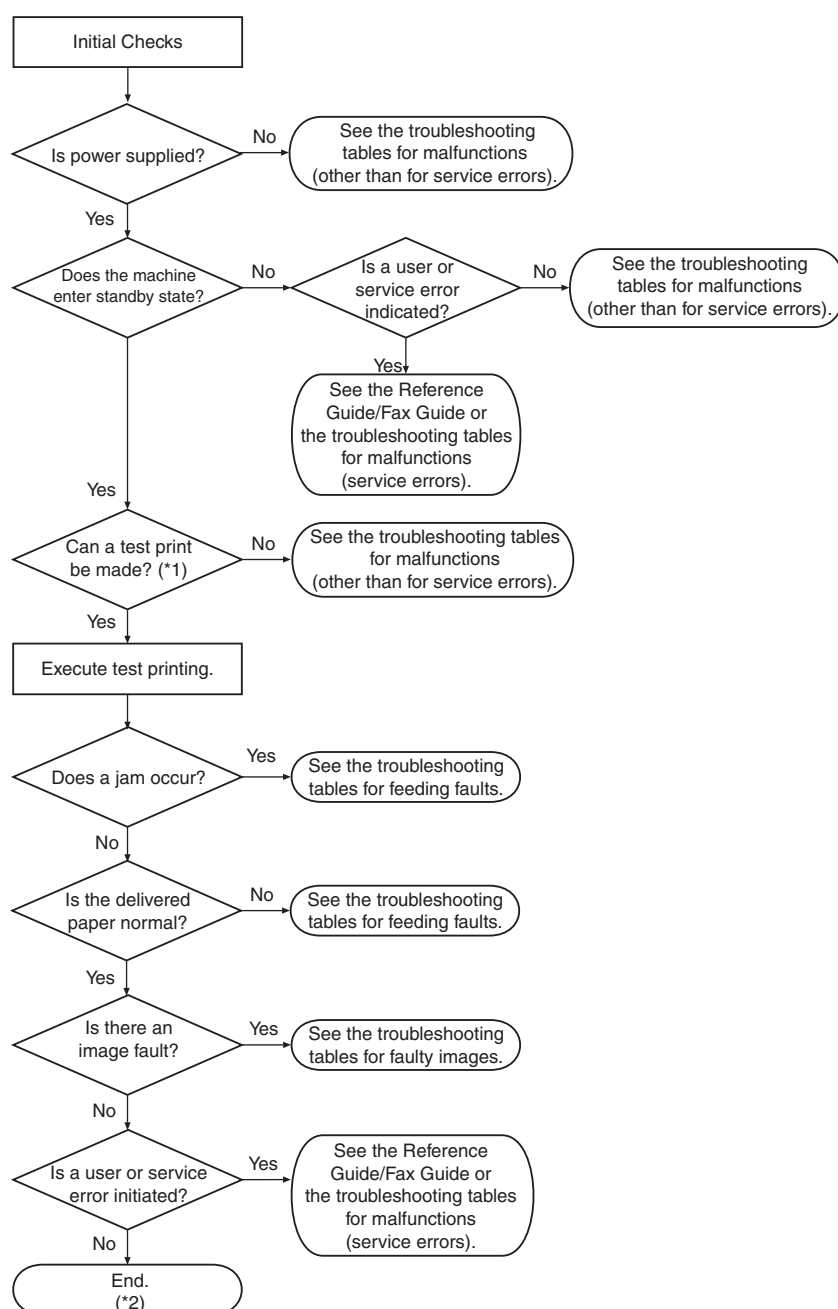 Initial Checks
Is power supplied?
No
See the troubleshooting
tables for malfunctions
(other than for service errors).
Yes
Does the machine
enter standby state?
No
Is a user or
service error
indicated?
No
See the troubleshooting
tables for malfunctions
(other than for service errors).
Yes
See the Reference
Guide/Fax Guide or
the troubleshooting tables
for malfunctions
(service errors).
Yes
Can a test print
be made? (*1)
No
See the troubleshooting tables
for malfunctions
(other than for service errors).
Yes
Execute test printing.
Does a jam occur?
Yes
See the troubleshooting
tables for feeding faults.
No
Is the delivered
paper normal?
No
See the troubleshooting
tables for feeding faults.
Yes
Is there an
image fault?
Yes
See the troubleshooting
tables for faulty images.
No
Is a user or service
error initiated?
Yes
See the Reference
Guide/Fax Guide or
the troubleshooting tables
for malfunctions
(service errors).
No
End.
(*2)